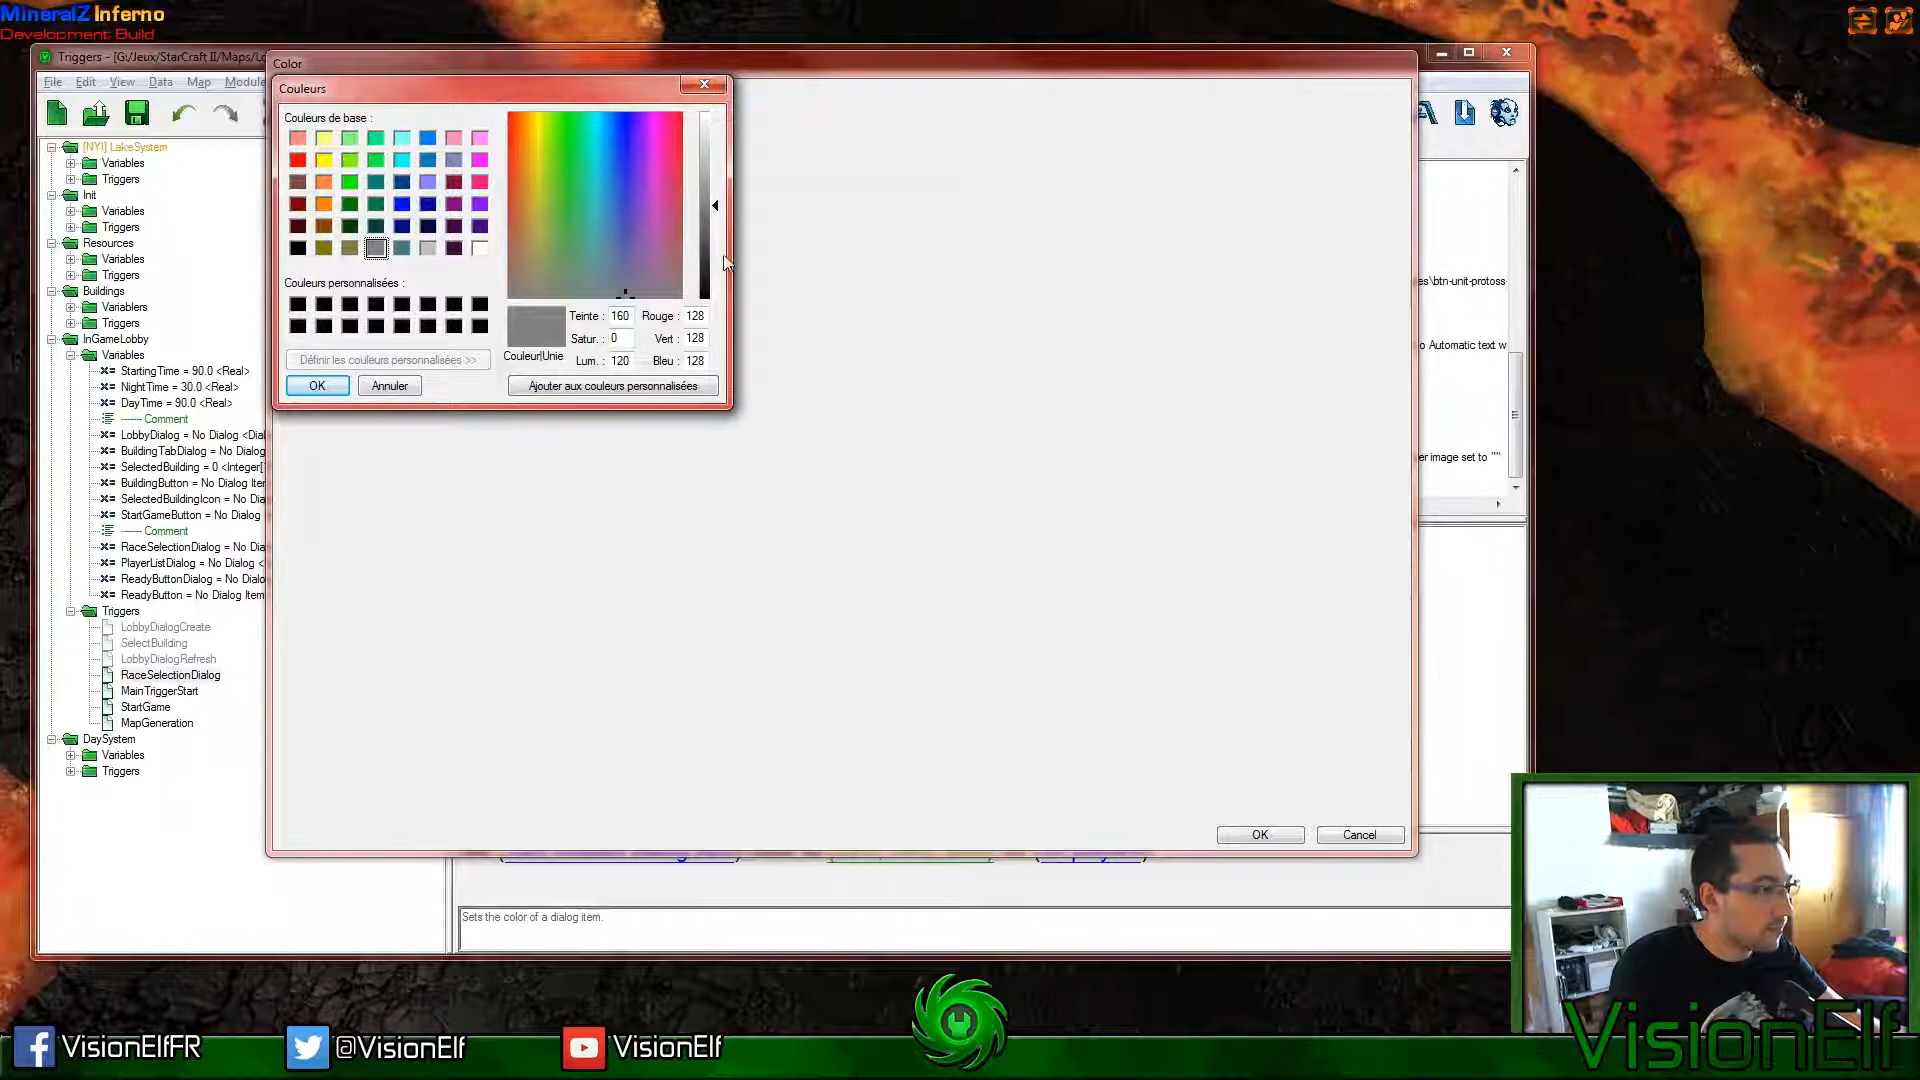 MineralZ Inferno
Development Build
Triggers - [G:/Jeux/StarCraft II/Maps/Lo
Color
Couleurs
File Edit View Data Map Module
Couleurs de base :
Couleurs personnalisées :
Teinte : 160 Rouge : 128
Satur. : 0 Vert : 128
Couleur|Unie
Lum. : 120 Bleu : 128
Définir les couleurs personnalisées >>
OK Annuler Ajouter aux couleurs personnalisées
[NYI] LakeSystem
Variables
Triggers
Init
Variables
Triggers
Resources
Variables
Triggers
Buildings
Variablers
Triggers
InGameLobby
Variables
StartingTime = 90.0 <Real>
NightTime = 30.0 <Real>
DayTime = 90.0 <Real>
------- Comment
LobbyDialog = No Dialog <Dial
BuildingTabDialog = No Dialog
SelectedBuilding = 0 <Integer[
BuildingButton = No Dialog Item
SelectedBuildingIcon = No Dia
StartGameButton = No Dialog
------- Comment
RaceSelectionDialog = No Dia
PlayerListDialog = No Dialog <
ReadyButtonDialog = No Dialo
ReadyButton = No Dialog Item
Triggers
LobbyDialogCreate
SelectBuilding
LobbyDialogRefresh
RaceSelectionDialog
MainTriggerStart
StartGame
MapGeneration
DaySystem
Variables
Triggers
es\btn-unit-protoss
o Automatic text w
er image set to ""
OK Cancel
Sets the color of a dialog item.
VisionElfFR @VisionElf VisionElf
VisionElf